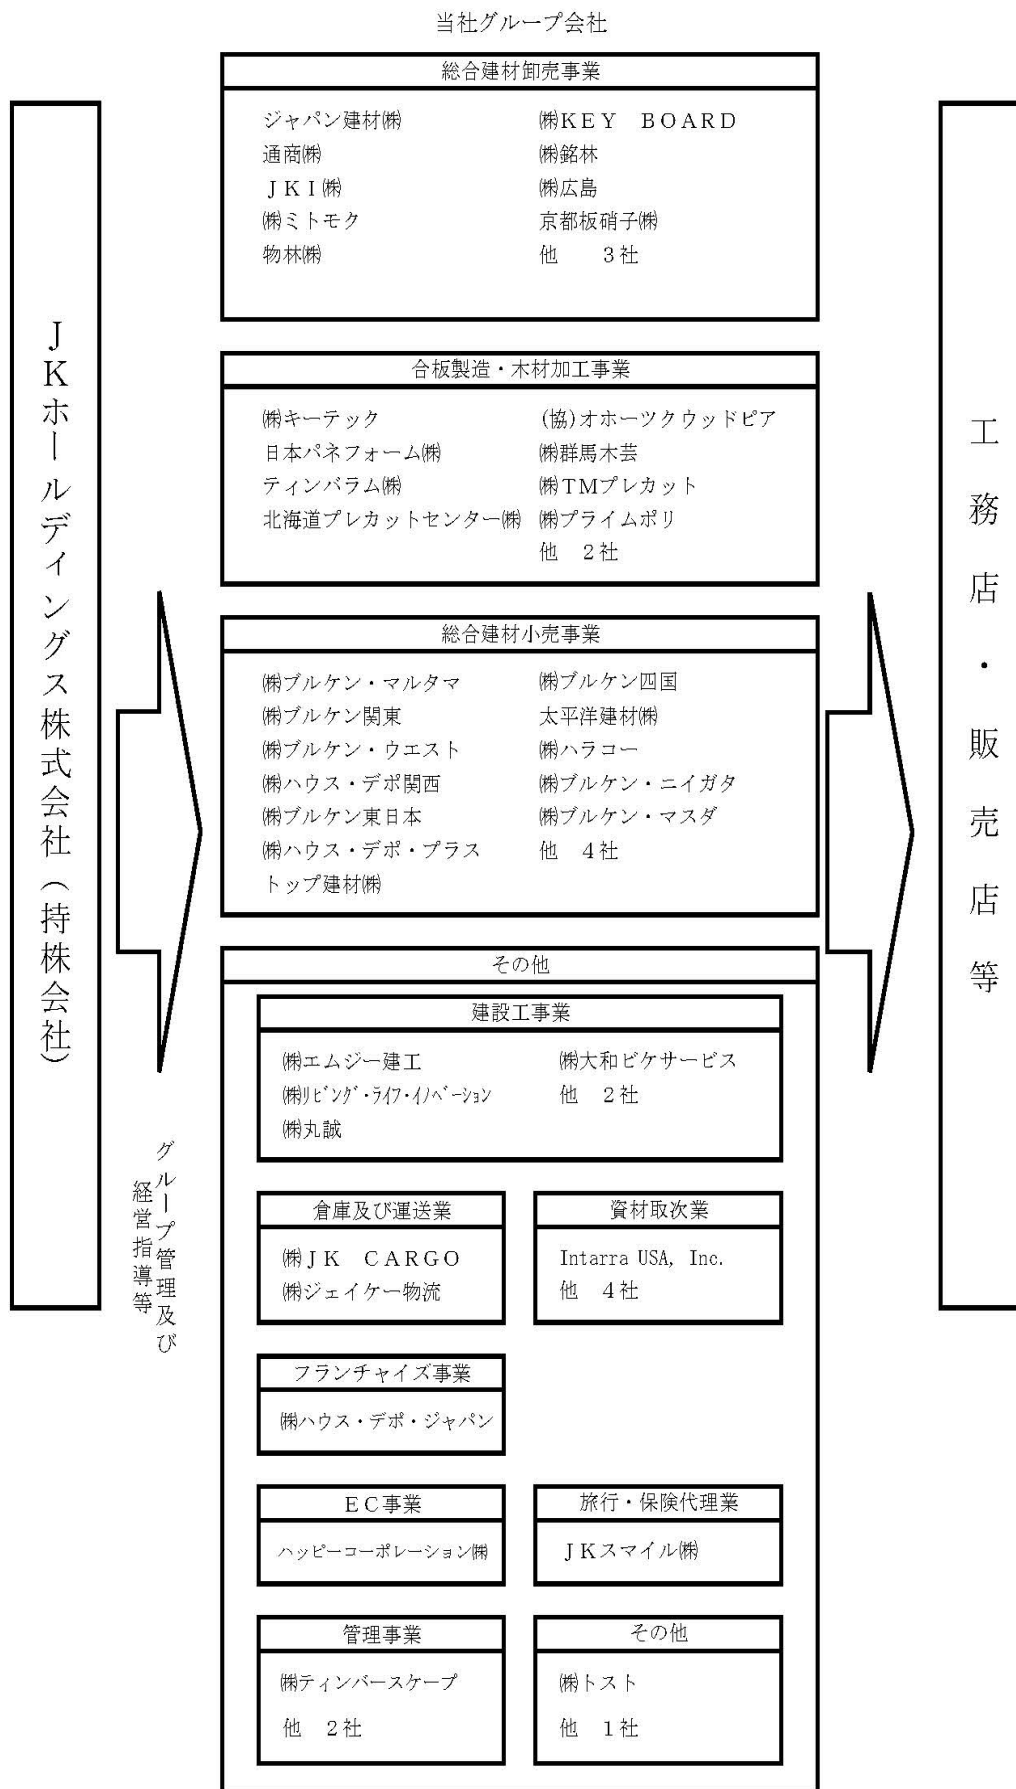 当社グループ会社
JKホールディングス株式会社（持株会社）
グループ管理及び
経営指導等
総合建材卸売事業
ジャパン建材㈱
通商㈱
ＪＫＩ㈱
㈱ミトモク
物林㈱
㈱ＫＥＹ　ＢＯＡＲＤ
㈱銘林
㈱広島
京都板硝子㈱
他　３社
合板製造・木材加工事業
㈱キーテック
日本パネフォーム㈱
ティンバラム㈱
北海道プレカットセンター㈱
(協)オホーツクウッドピア
㈱群馬木芸
㈱ＴＭプレカット
㈱プライムポリ
他　２社
総合建材小売事業
㈱ブルケン・マルタマ
㈱ブルケン関東
㈱ブルケン・ウエスト
㈱ハウス・デポ関西
㈱ブルケン東日本
㈱ハウス・デポ・プラス
トップ建材㈱
㈱ブルケン四国
太平洋建材㈱
㈱ハラコー
㈱ブルケン・ニイガタ
㈱ブルケン・マスダ
他　４社
その他
建設工事業
㈱エムジー建工
㈱ﾘﾋﾞﾝｸﾞ･ﾗｲﾌ･ｲﾉﾍﾞｰｼｮﾝ
㈱丸誠
㈱大和ビケサービス
他　２社
倉庫及び運送業
㈱ＪＫ　ＣＡＲＧＯ
㈱ジェイケー物流
資材取次業
Intarra USA, Inc.
他　４社
フランチャイズ事業
㈱ハウス・デポ・ジャパン
ＥＣ事業
ハッピーコーポレーション㈱
旅行・保険代理業
ＪＫスマイル㈱
管理事業
㈱ティンバースケープ
他　２社
その他
㈱トスト
他　１社
工務店・販売店等